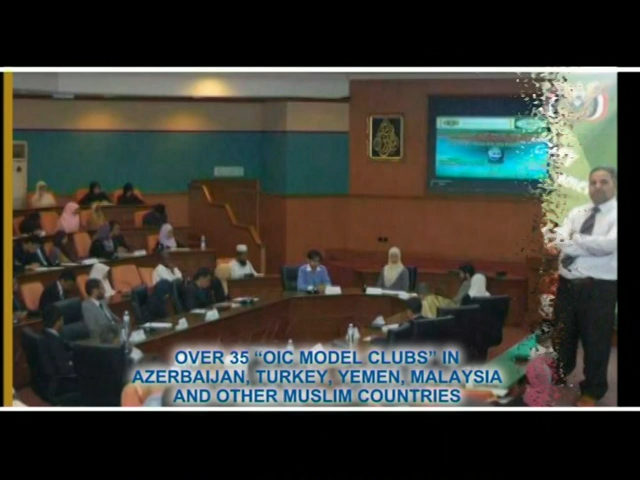 OVER 35 “OIC MODEL CLUBS” IN
AZERBAIJAN, TURKEY, YEMEN, MALAYSIA
AND OTHER MUSLIM COUNTRIES